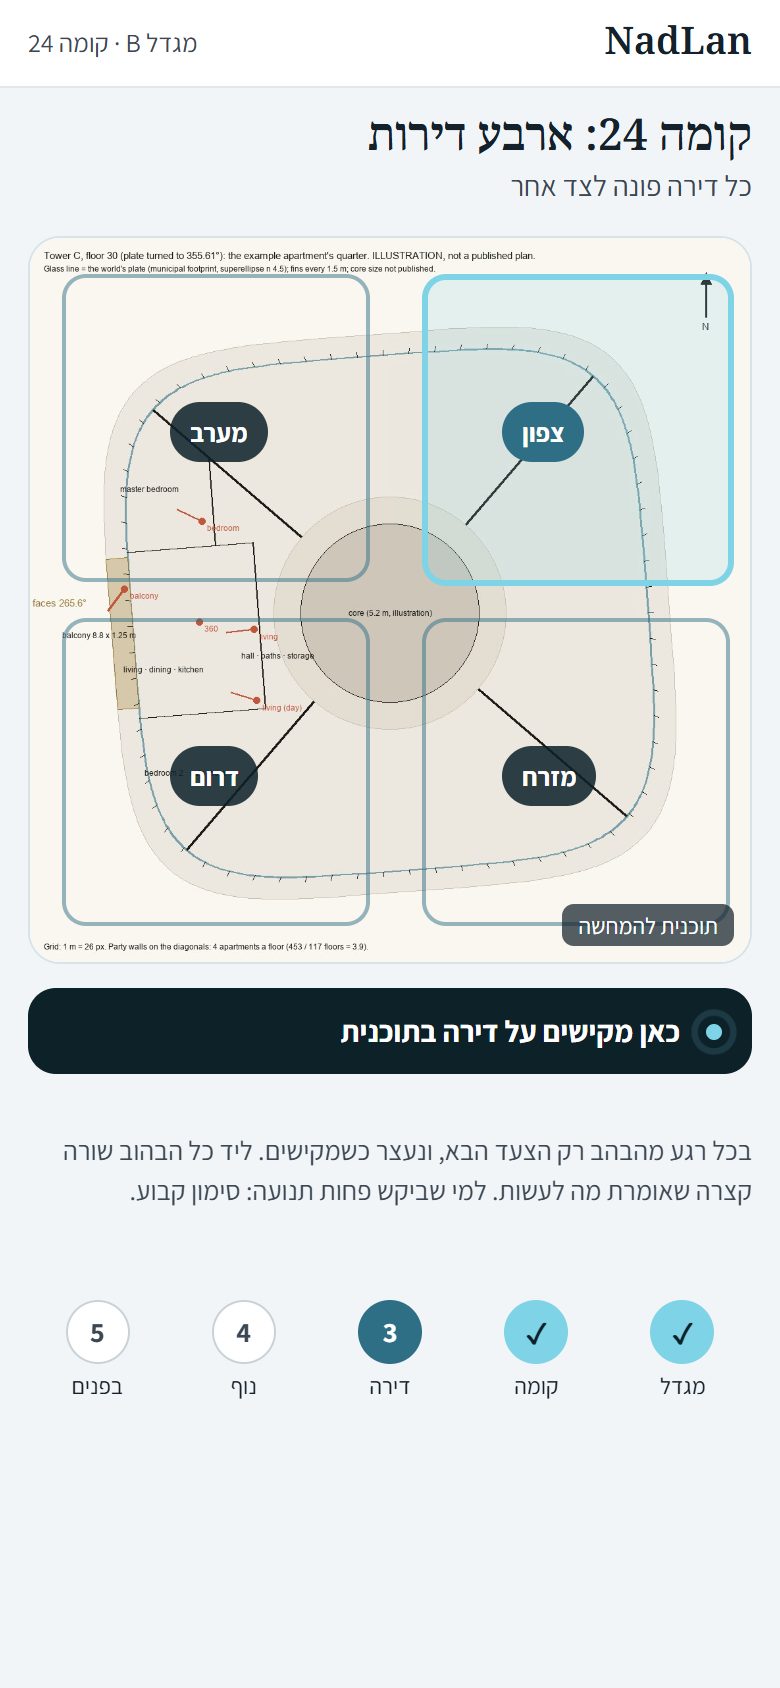 NadLan
מגדל B · קומה 24
קומה 24: ארבע דירות
כל דירה פונה לצד אחר
Tower C, floor 30 (plate turned to 355.61°): the example apartment's quarter. ILLUSTRATION, not a published plan.
Glass line = the world's plate (municipal footprint, superellipse n 4.5); fins every 1.5 m; core size not published.
N
צפון
מערב
master bedroom
bedroom
faces 265.6°
balcony
balcony 8.8 x 1.25 m
360
living
core (5.2 m, illustration)
hall · baths · storage
living · dining · kitchen
living (day)
bedroom 2
דרום
מזרח
תוכנית להמחשה
Grid: 1 m = 26 px. Party walls on the diagonals: 4 apartments a floor (453 / 117 floors = 3.9).
כאן מקישים על דירה בתוכנית
בכל רגע מהבהב רק הצעד הבא, ונעצר כשמקישים. ליד כל הבהוב שורה
קצרה שאומרת מה לעשות. למי שביקש פחות תנועה: סימון קבוע.
✓ ✓ 3 4 5
מגדל קומה דירה נוף בפנים